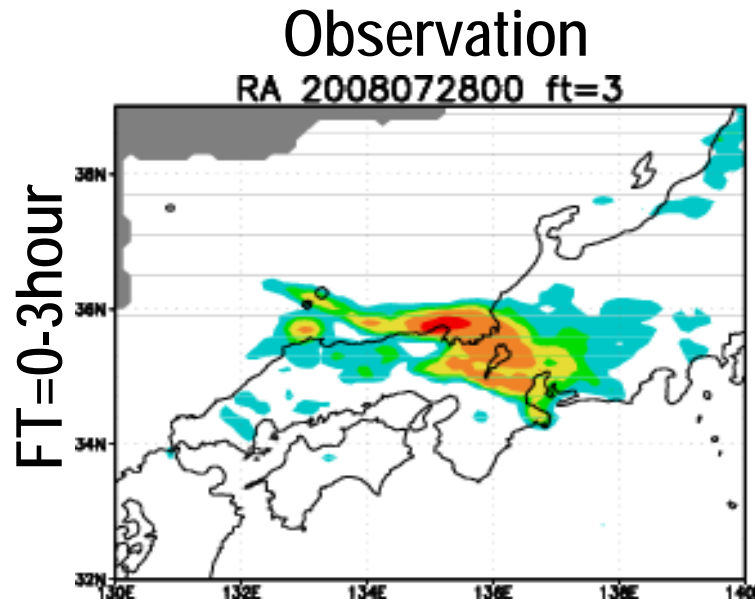 Observation
RA 2008072800 ft=3
FT=0-3hour
38N
36N
34N
32N
130E 132E 134E 136E 138E 140